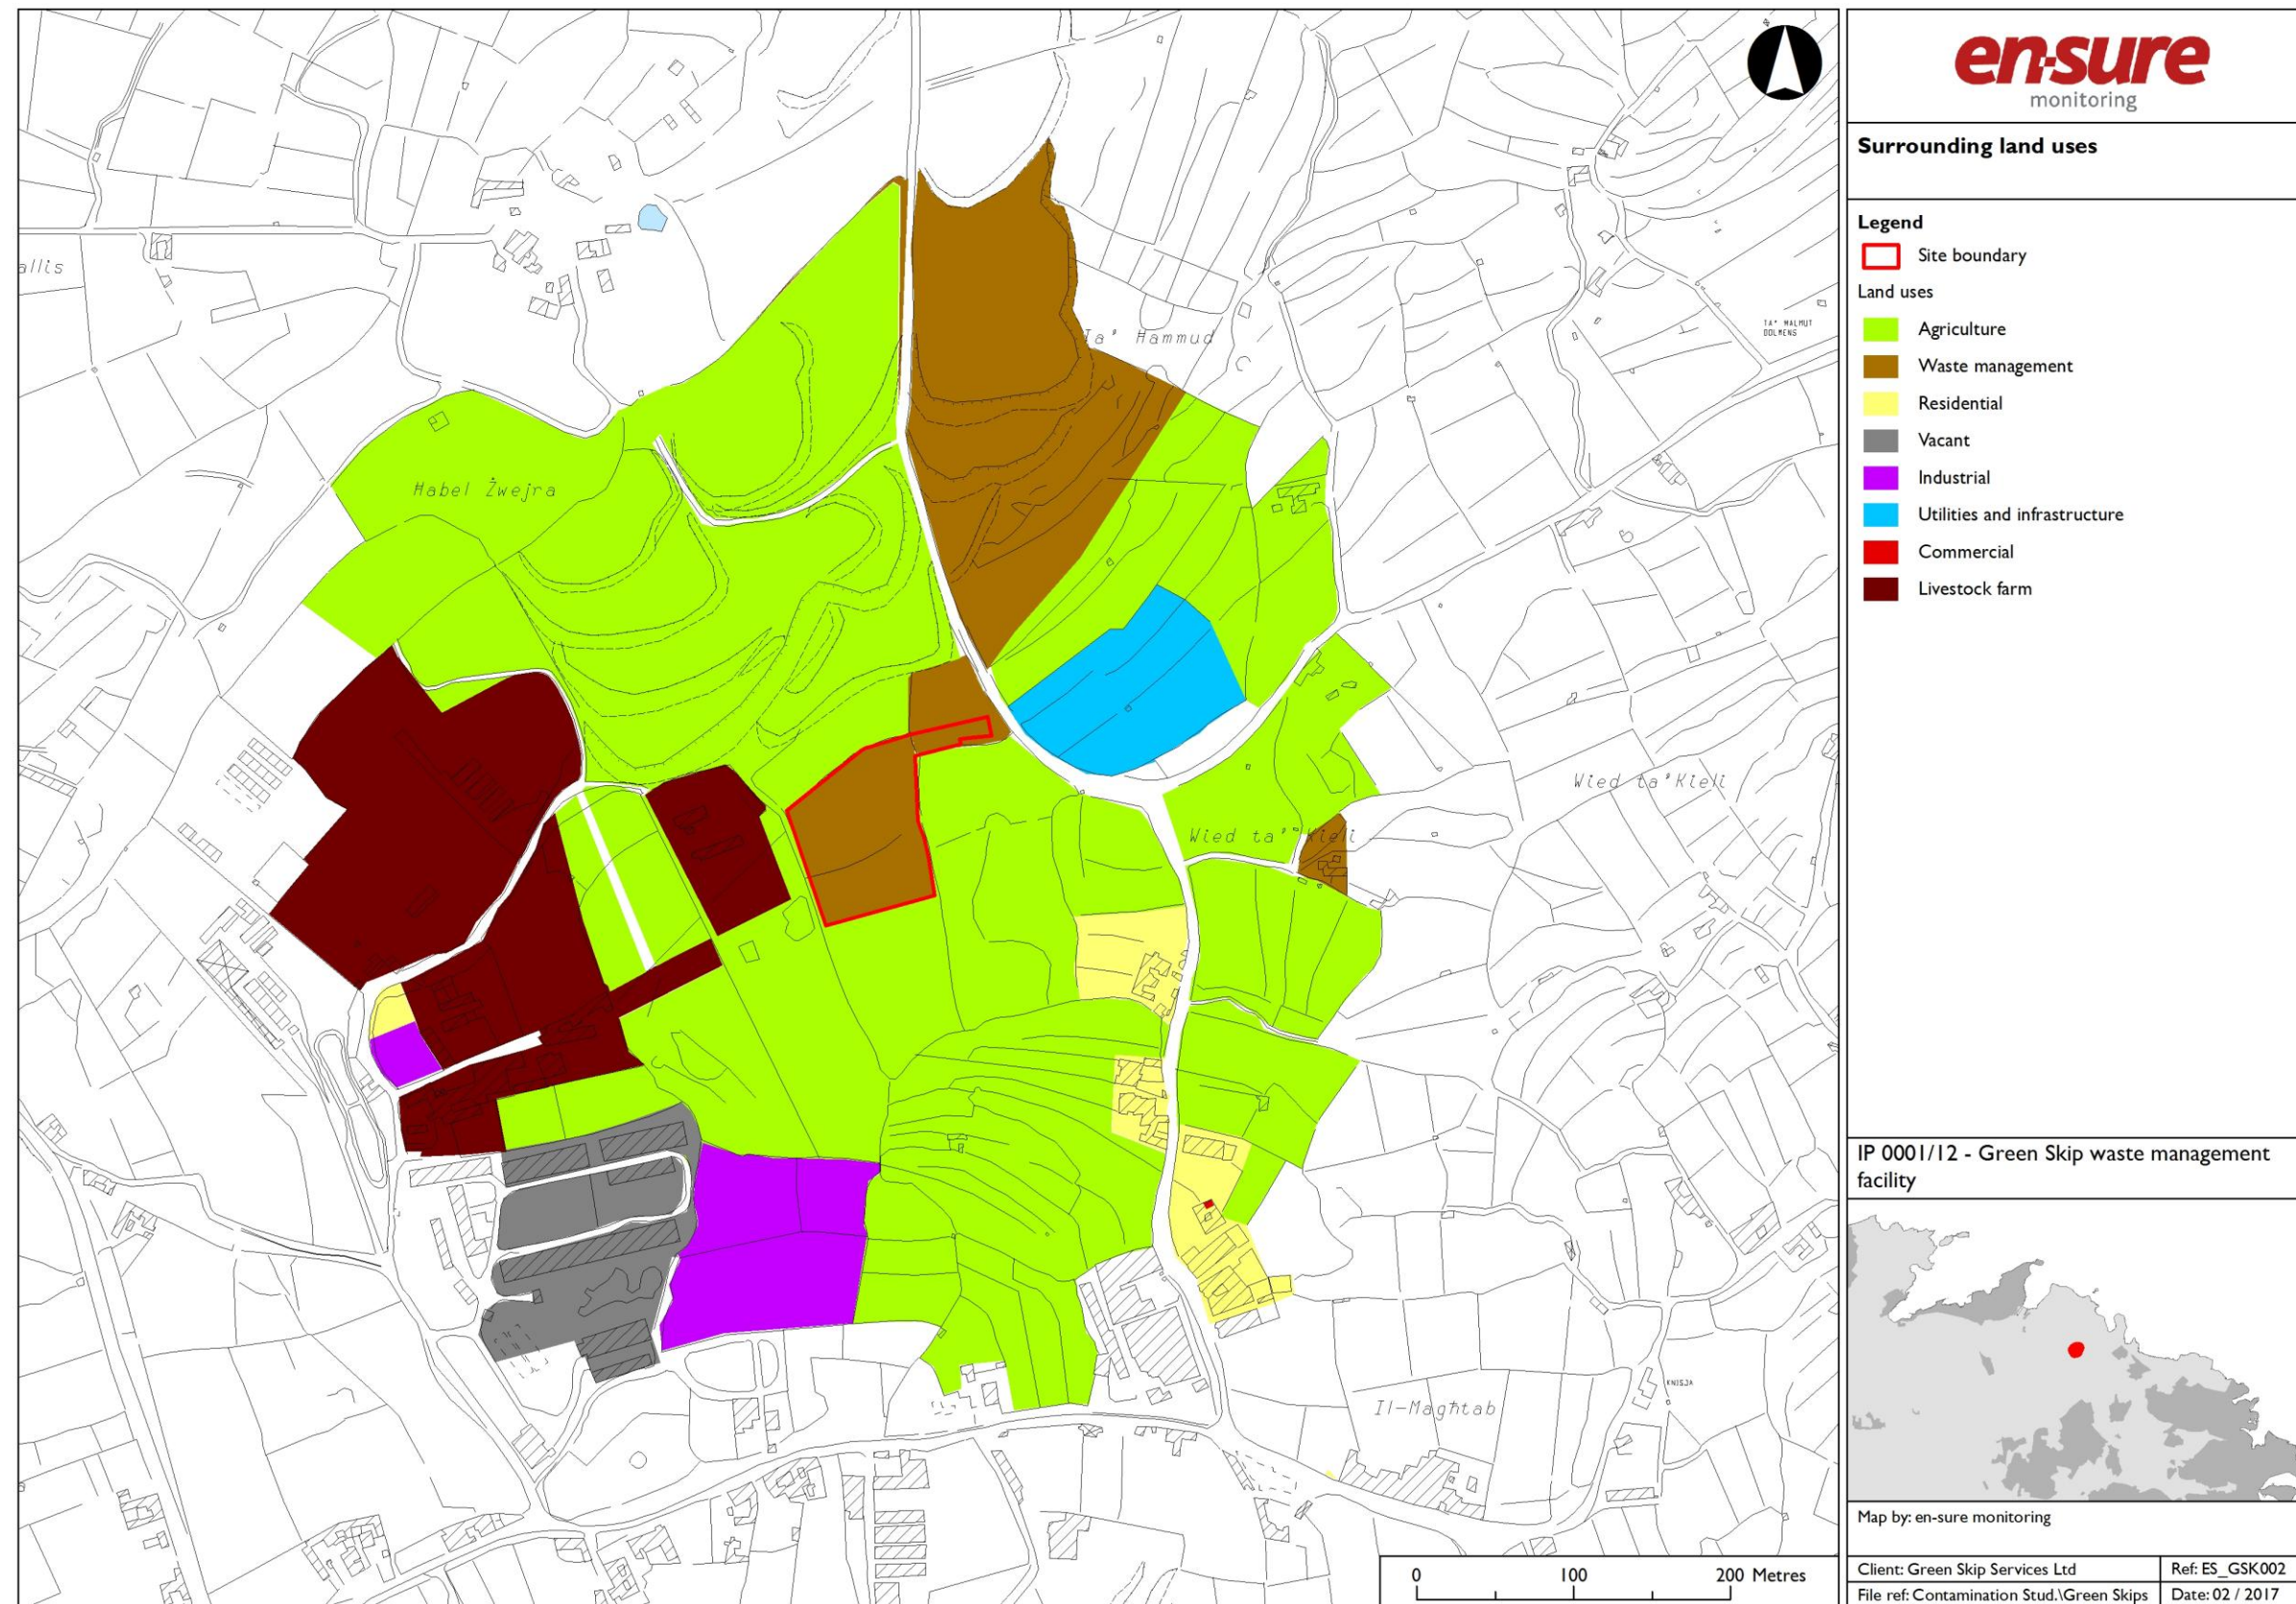 allis
Ta' Hammud
TA' HALMUT
DOLMENS
Habel Żwejra
Wied ta' Kieli
Wied ta' Kieli
Il-Magħtab
KNISJA
0 100 200 Metres
en-sure
monitoring
Surrounding land uses
Legend
Site boundary
Land uses
Agriculture
Waste management
Residential
Vacant
Industrial
Utilities and infrastructure
Commercial
Livestock farm
IP 0001/12 - Green Skip waste management
facility
Map by: en-sure monitoring
Client: Green Skip Services Ltd Ref: ES_GSK002
File ref: Contamination Stud.\Green Skips Date: 02 / 2017